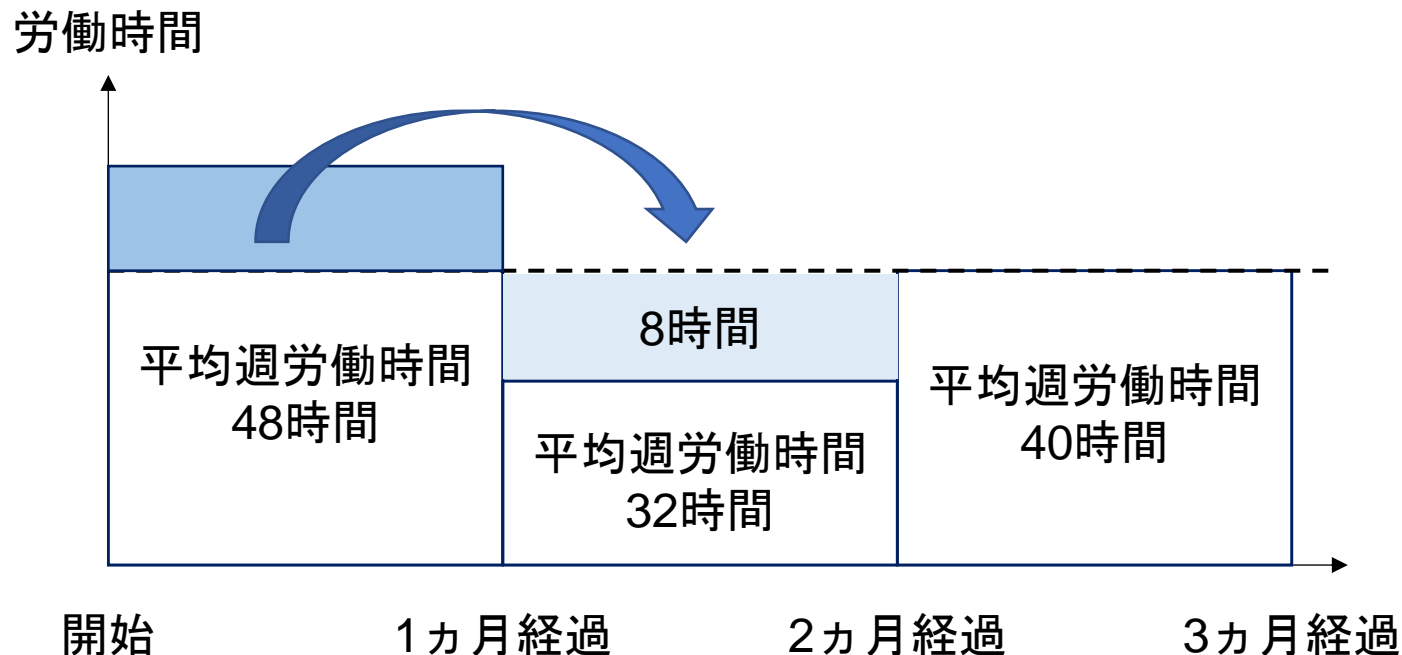 労働時間
8時間
平均週労働時間
48時間
平均週労働時間
32時間
平均週労働時間
40時間
開始
1ヵ月経過
2ヵ月経過
3ヵ月経過